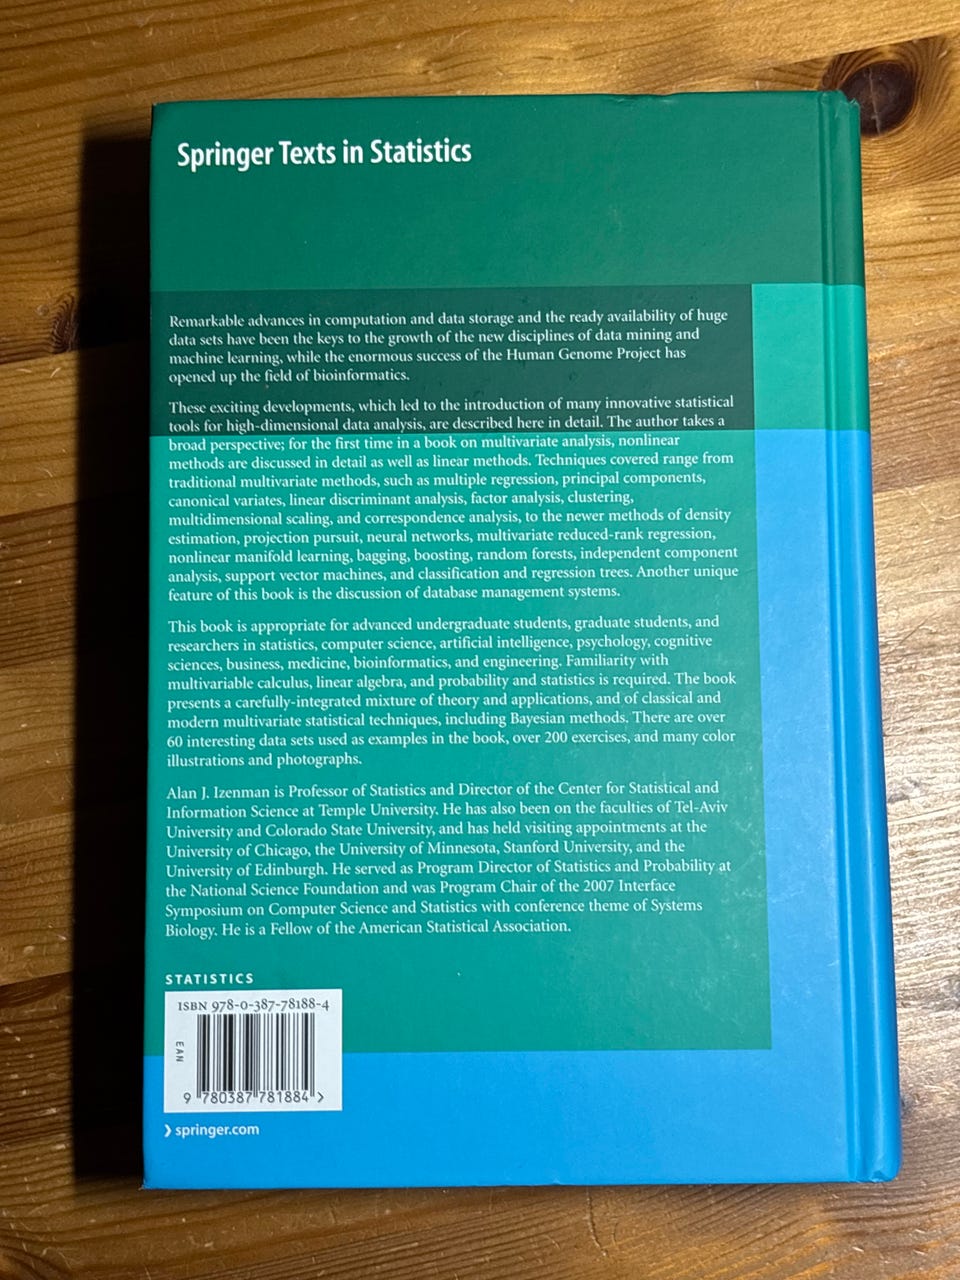 Springer Texts in Statistics
Remarkable advances in computation and data storage and the ready availability of huge
data sets have been the keys to the growth of the new disciplines of data mining and
machine learning, while the enormous success of the Human Genome Project has
opened up the field of bioinformatics.
These exciting developments, which led to the introduction of many innovative statistical
tools for high-dimensional data analysis, are described here in detail. The author takes a
broad perspective; for the first time in a book on multivariate analysis, nonlinear
methods are discussed in detail as well as linear methods. Techniques covered range from
traditional multivariate methods, such as multiple regression, principal components,
canonical variates, linear discriminant analysis, factor analysis, clustering,
multidimensional scaling, and correspondence analysis, to the newer methods of density
estimation, projection pursuit, neural networks, multivariate reduced-rank regression,
nonlinear manifold learning, bagging, boosting, random forests, independent component
analysis, support vector machines, and classification and regression trees. Another unique
feature of this book is the discussion of database management systems.
This book is appropriate for advanced undergraduate students, graduate students, and
researchers in statistics, computer science, artificial intelligence, psychology, cognitive
sciences, business, medicine, bioinformatics, and engineering. Familiarity with
multivariable calculus, linear algebra, and probability and statistics is required. The book
presents a carefully-integrated mixture of theory and applications, and of classical and
modern multivariate statistical techniques, including Bayesian methods. There are over
60 interesting data sets used as examples in the book, over 200 exercises, and many color
illustrations and photographs.
Alan J. Izenman is Professor of Statistics and Director of the Center for Statistical and
Information Science at Temple University. He has also been on the faculties of Tel-Aviv
University and Colorado State University, and has held visiting appointments at the
University of Chicago, the University of Minnesota, Stanford University, and the
University of Edinburgh. He served as Program Director of Statistics and Probability at
the National Science Foundation and was Program Chair of the 2007 Interface
Symposium on Computer Science and Statistics with conference theme of Systems
Biology. He is a Fellow of the American Statistical Association.
STATISTICS
ISBN 978-0-387-78188-4
EAN
9 780387 781884 >
› springer.com